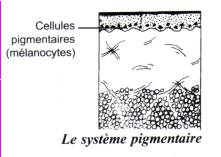 Cellules
pigmentaires
(mélanocytes)
Le système pigmentaire